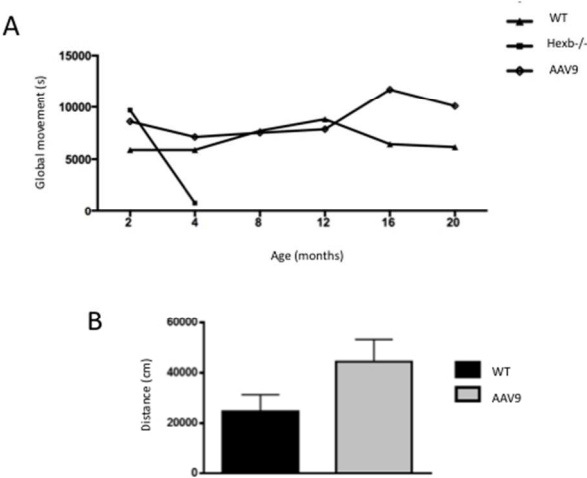 A
WT
Hexb-/-
AAV9
Global movement (s)
15000
10000
5000
0
2 4 8 12 16 20
Age (months)
B
Distance (cm)
60000
40000
20000
0
WT
AAV9